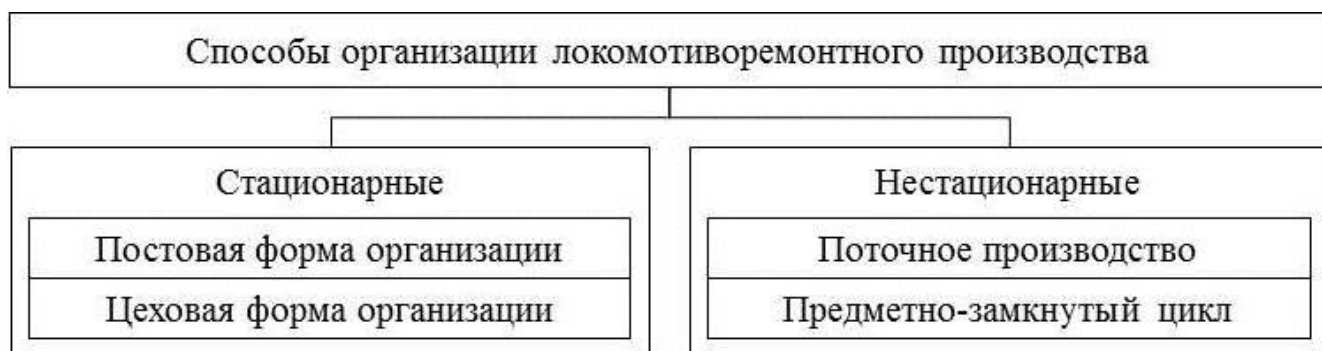 Способы организации локомотиворемонтного производства
Стационарные
Постовая форма организации
Цеховая форма организации
Нестационарные
Поточное производство
Предметно-замкнутый цикл